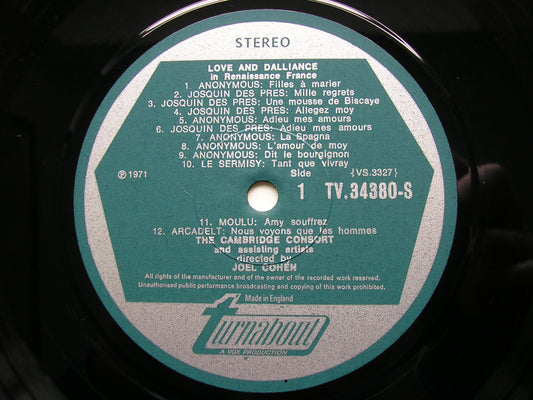 STEREO
LOVE AND DALLIANCE
in Renaissance France
1. ANONYMOUS: Filles à marier
2. JOSQUIN DES PRES: Mille regrets
3. JOSQUIN DES PRES: Une mousse de Biscaye
4. JOSQUIN DES PRES: Allegez moy
5. ANONYMOUS: Adieu mes amours
6. JOSQUIN DES PRES: Adieu mes amours
7. ANONYMOUS: La Spagna
8. ANONYMOUS: L'amour de moy
9. ANONYMOUS: Dit le bourgignon
10. LE SERMISY: Tant que vivray
℗1971
Side {VS.3327}
1 TV.34380-S
11. MOULU: Amy souffrez
12. ARCADELT: Nous voyons que les hommes
THE CAMBRIDGE CONSORT
and assisting artists
directed by
JOEL COHEN
All rights of the manufacturer and of the owner of the recorded work reserved.
Unauthorised public performance broadcasting and copying of this work prohibited.
Made in England
turnabout
A VOX PRODUCTION